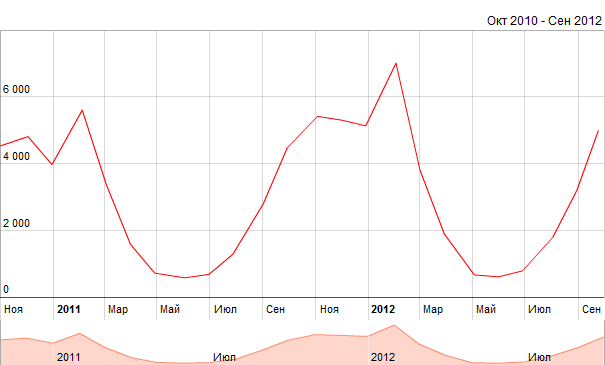 Окт 2010 - Сен 2012
6 000
4 000
2 000
0
Ноя 2011 Мар Май Июл Сен Ноя 2012 Мар Май Июл Сен
2011 Июл 2012 Июл